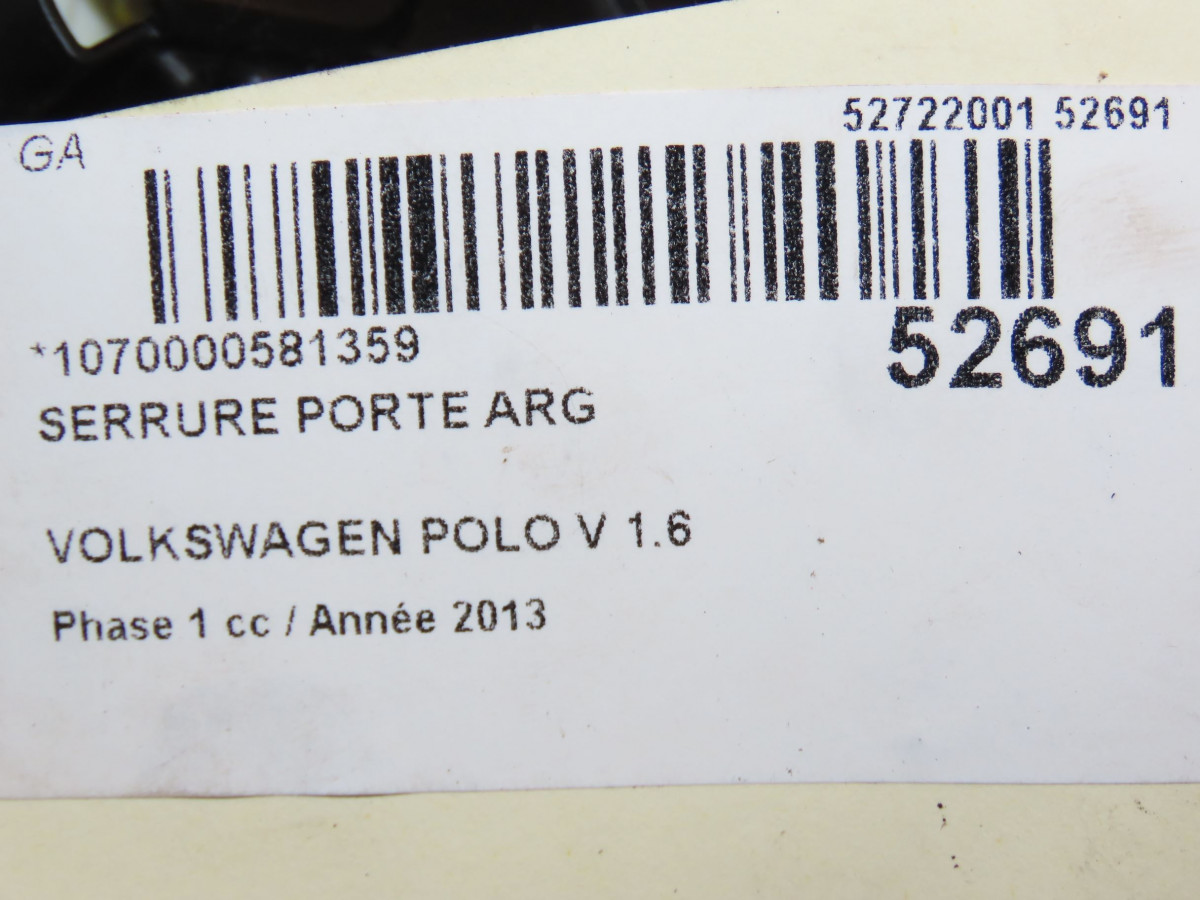 GA
52722001 52691
*1070000581359
52691
SERRURE PORTE ARG
VOLKSWAGEN POLO V 1.6
Phase 1 cc / Année 2013